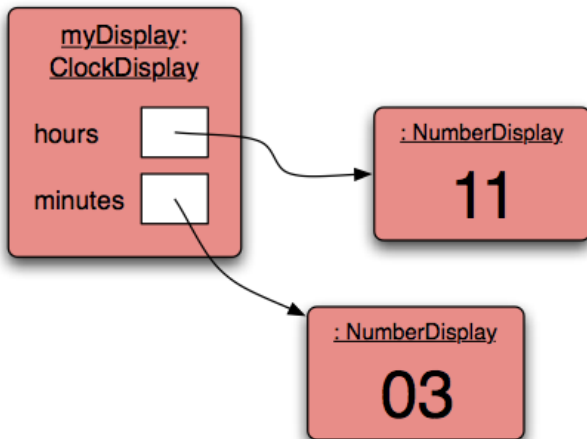 myDisplay:
ClockDisplay
hours
minutes
: NumberDisplay
11
: NumberDisplay
03